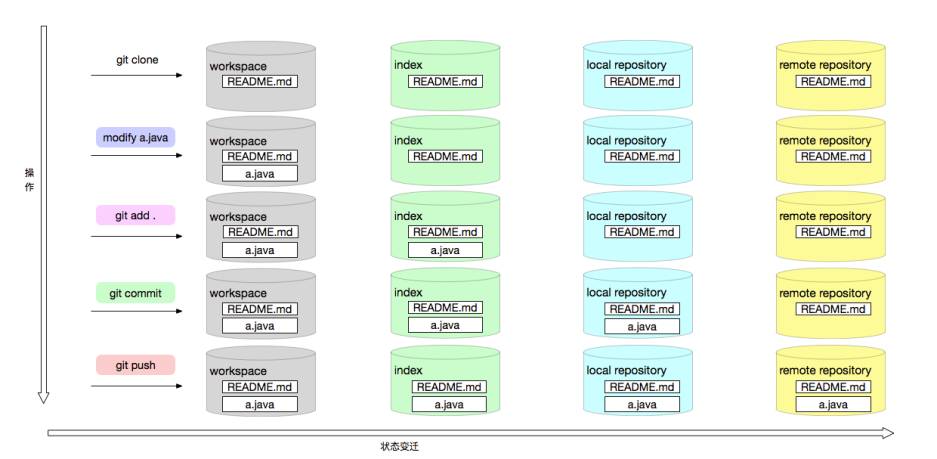 git clone
workspace
README.md
index
README.md
local repository
README.md
remote repository
README.md
modify a.java
workspace
README.md
a.java
index
README.md
local repository
README.md
remote repository
README.md
操作
git add .
workspace
README.md
a.java
index
README.md
a.java
local repository
README.md
remote repository
README.md
git commit
workspace
README.md
a.java
index
README.md
a.java
local repository
README.md
a.java
remote repository
README.md
git push
workspace
README.md
a.java
index
README.md
a.java
local repository
README.md
a.java
remote repository
README.md
a.java
状态变迁